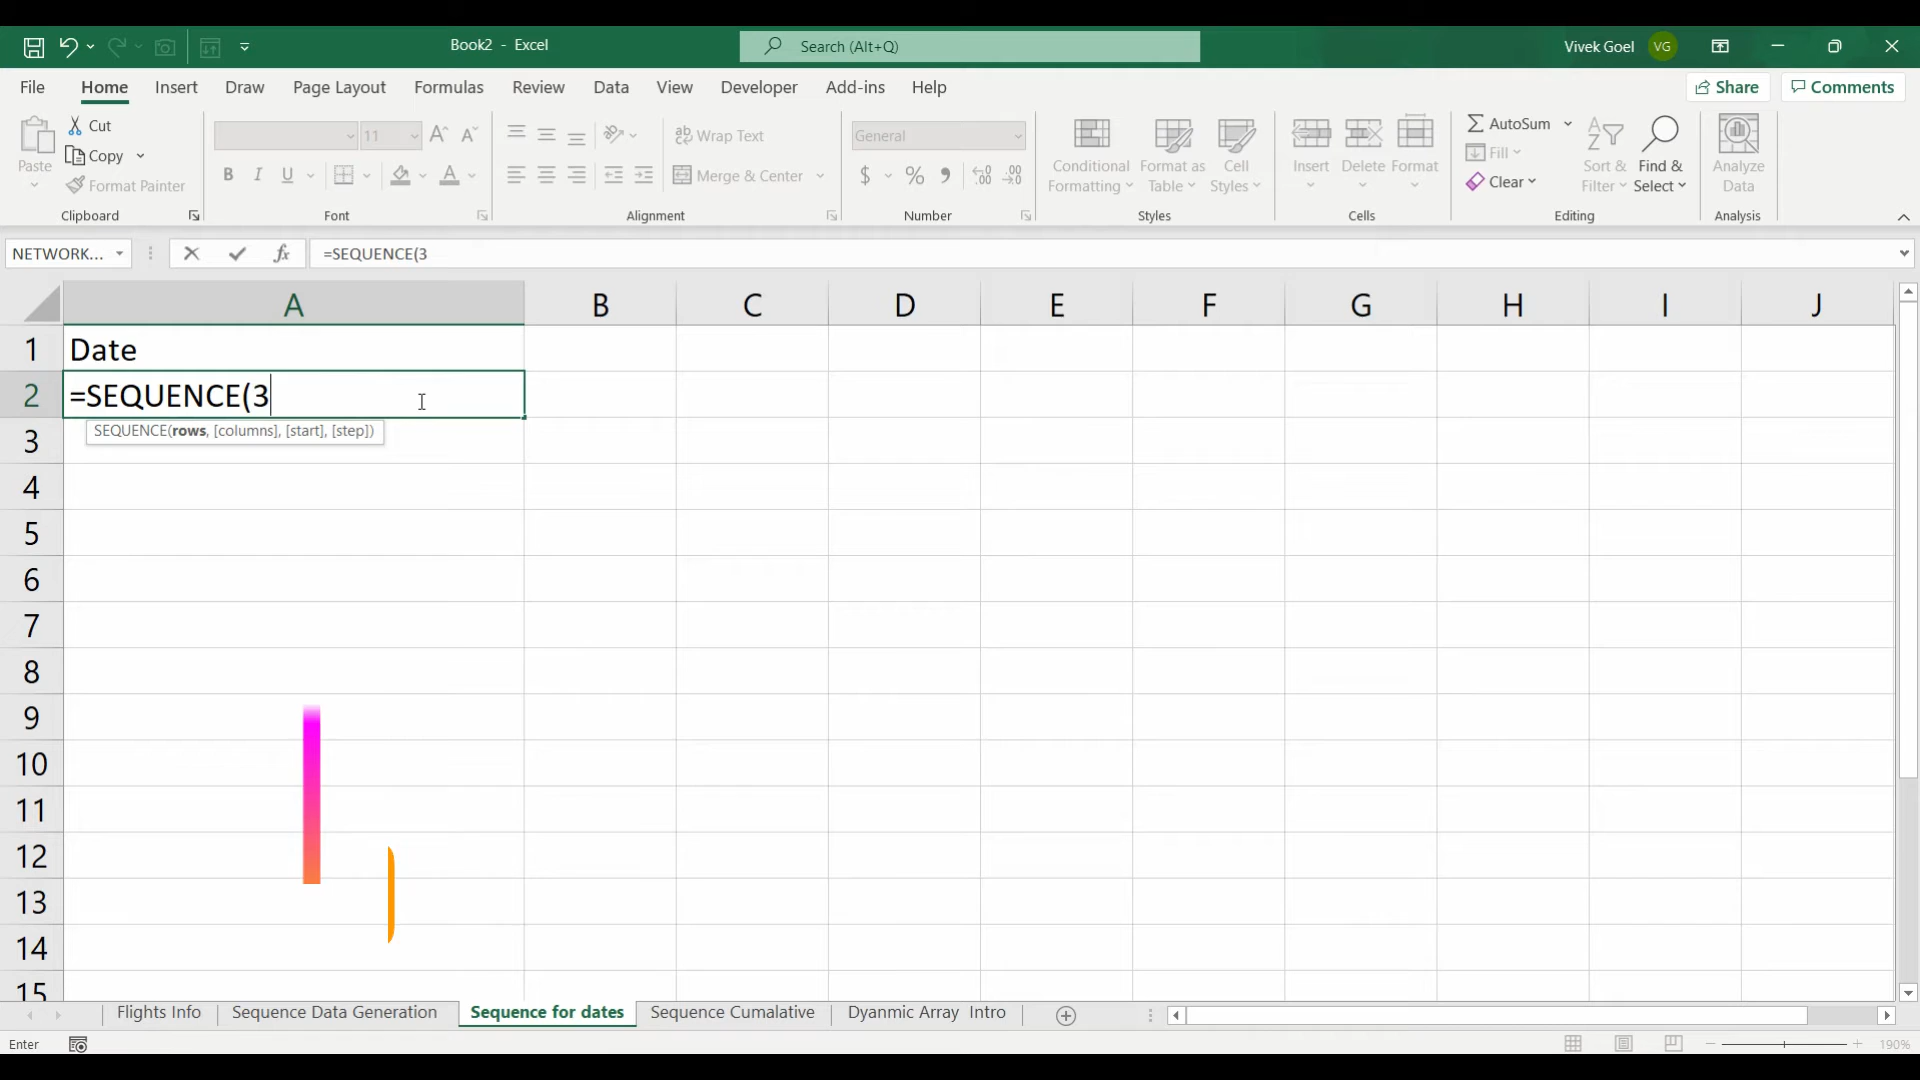 Book2 - Excel
Search (Alt+Q)
Vivek Goel VG
File Home Insert Draw Page Layout Formulas Review Data View Developer Add-ins Help
Share Comments
Paste
Cut
Copy
Format Painter
Clipboard
11
B I U
Font
Wrap Text
Merge & Center
Alignment
General
$ % 9
Number
Conditional Formatting
Format as Table
Cell Styles
Styles
Insert Delete Format
Cells
AutoSum
Fill
Clear
Sort & Filter
Find & Select
Editing
Analyze Data
Analysis
NETWORK... fx =SEQUENCE(3
A B C D E F G H I J
1 Date
2 =SEQUENCE(3
SEQUENCE(rows, [columns], [start], [step])
3
4
5
6
7
8
9
10
11
12
13
14
15
Flights Info Sequence Data Generation Sequence for dates Sequence Cumalative Dyanmic Array Intro
Enter
190%